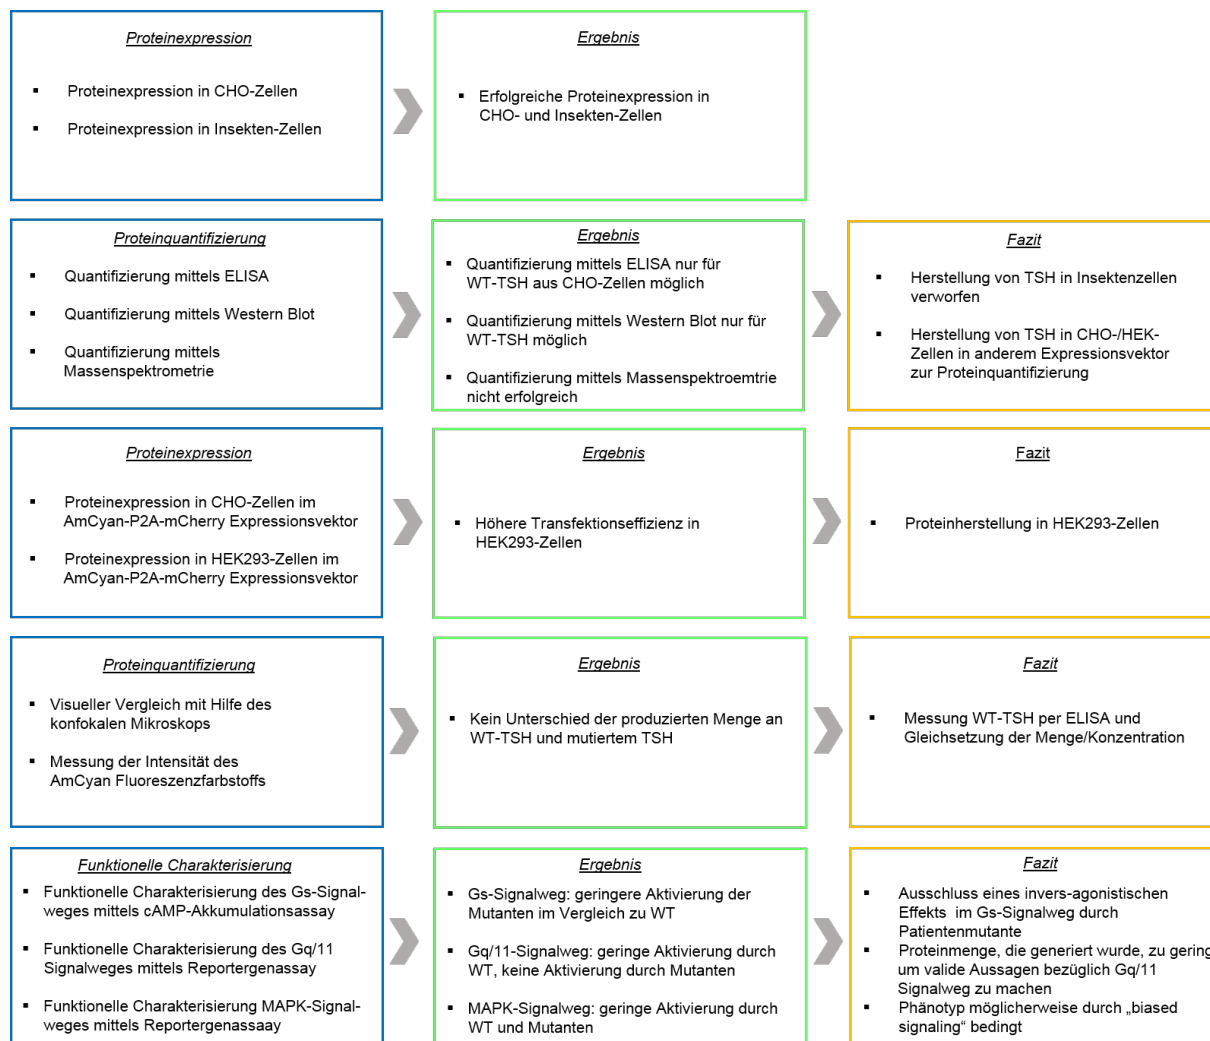 Proteinexpression
▪ Proteinexpression in CHO-Zellen
▪ Proteinexpression in Insekten-Zellen
Ergebnis
▪ Erfolgreiche Proteinexpression in
CHO- und Insekten-Zellen
Proteinquantifizierung
▪ Quantifizierung mittels ELISA
▪ Quantifizierung mittels Western Blot
▪ Quantifizierung mittels
Massenspektrometrie
Ergebnis
▪ Quantifizierung mittels ELISA nur für
WT-TSH aus CHO-Zellen möglich
▪ Quantifizierung mittels Western Blot nur für
WT-TSH möglich
▪ Quantifizierung mittels Massenspektroemtrie
nicht erfolgreich
Fazit
▪ Herstellung von TSH in Insektenzellen
verworfen
▪ Herstellung von TSH in CHO-/HEK-
Zellen in anderem Expressionsvektor
zur Proteinquantifizierung
Proteinexpression
▪ Proteinexpression in CHO-Zellen im
AmCyan-P2A-mCherry Expressionsvektor
▪ Proteinexpression in HEK293-Zellen im
AmCyan-P2A-mCherry Expressionsvektor
Ergebnis
▪ Höhere Transfektionseffizienz in
HEK293-Zellen
Fazit
▪ Proteinherstellung in HEK293-Zellen
Proteinquantifizierung
▪ Visueller Vergleich mit Hilfe des
konfokalen Mikroskops
▪ Messung der Intensität des
AmCyan Fluoreszenzfarbstoffs
Ergebnis
▪ Kein Unterschied der produzierten Menge an
WT-TSH und mutiertem TSH
Fazit
▪ Messung WT-TSH per ELISA und
Gleichsetzung der Menge/Konzentration
Funktionelle Charakterisierung
▪ Funktionelle Charakterisierung des Gs-Signal-
weges mittels cAMP-Akkumulationsassay
▪ Funktionelle Charakterisierung des Gq/11
Signalweges mittels Reportergenassay
▪ Funktionelle Charakterisierung MAPK-Signal-
weges mittels Reportergenassaay
Ergebnis
▪ Gs-Signalweg: geringere Aktivierung der
Mutanten im Vergleich zu WT
▪ Gq/11-Signalweg: geringe Aktivierung durch
WT, keine Aktivierung durch Mutanten
▪ MAPK-Signalweg: geringe Aktivierung durch
WT und Mutanten
Fazit
▪ Ausschluss eines invers-agonistischen
Effekts im Gs-Signalweg durch
Patientenmutante
▪ Proteinmenge, die generiert wurde, zu gering
um valide Aussagen bezüglich Gq/11
Signalweg zu machen
▪ Phänotyp möglicherweise durch „biased
signaling“ bedingt